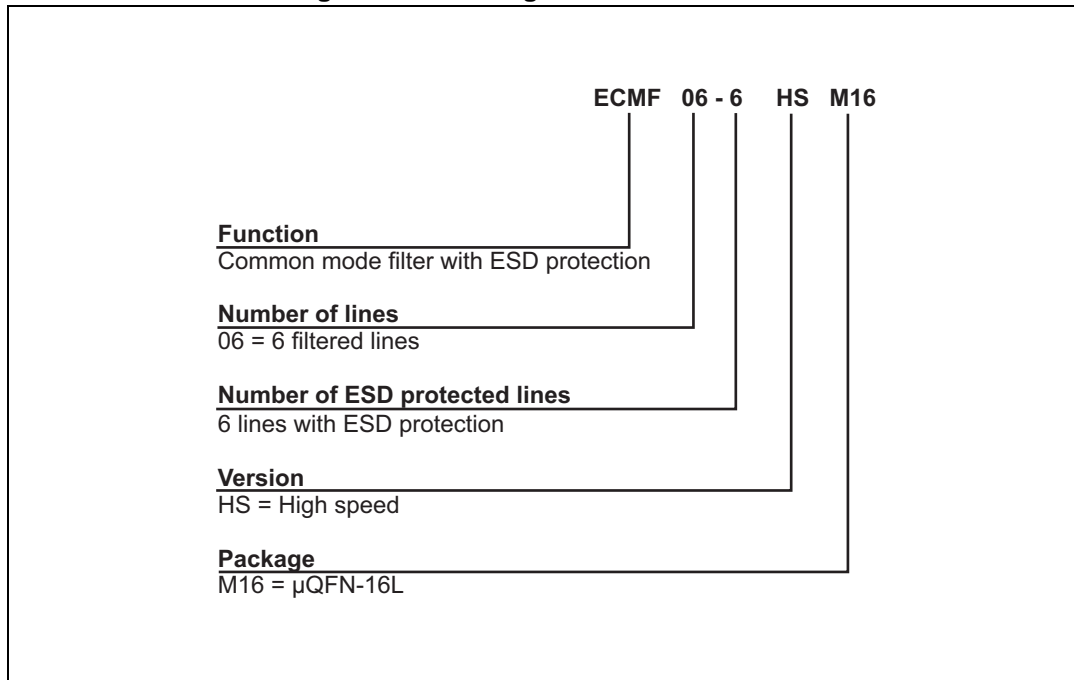 ECMF 06 - 6 HS M16
Function
Common mode filter with ESD protection
Number of lines
06 = 6 filtered lines
Number of ESD protected lines
6 lines with ESD protection
Version
HS = High speed
Package
M16 = µQFN-16L